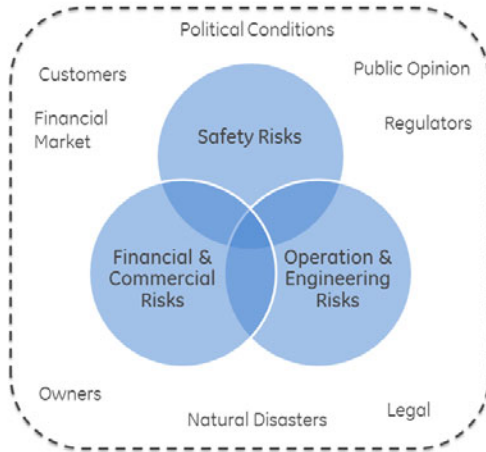 Political Conditions
Customers
Public Opinion
Financial
Market
Regulators
Safety Risks
Financial &
Commercial
Risks
Operation &
Engineering
Risks
Owners
Natural Disasters
Legal